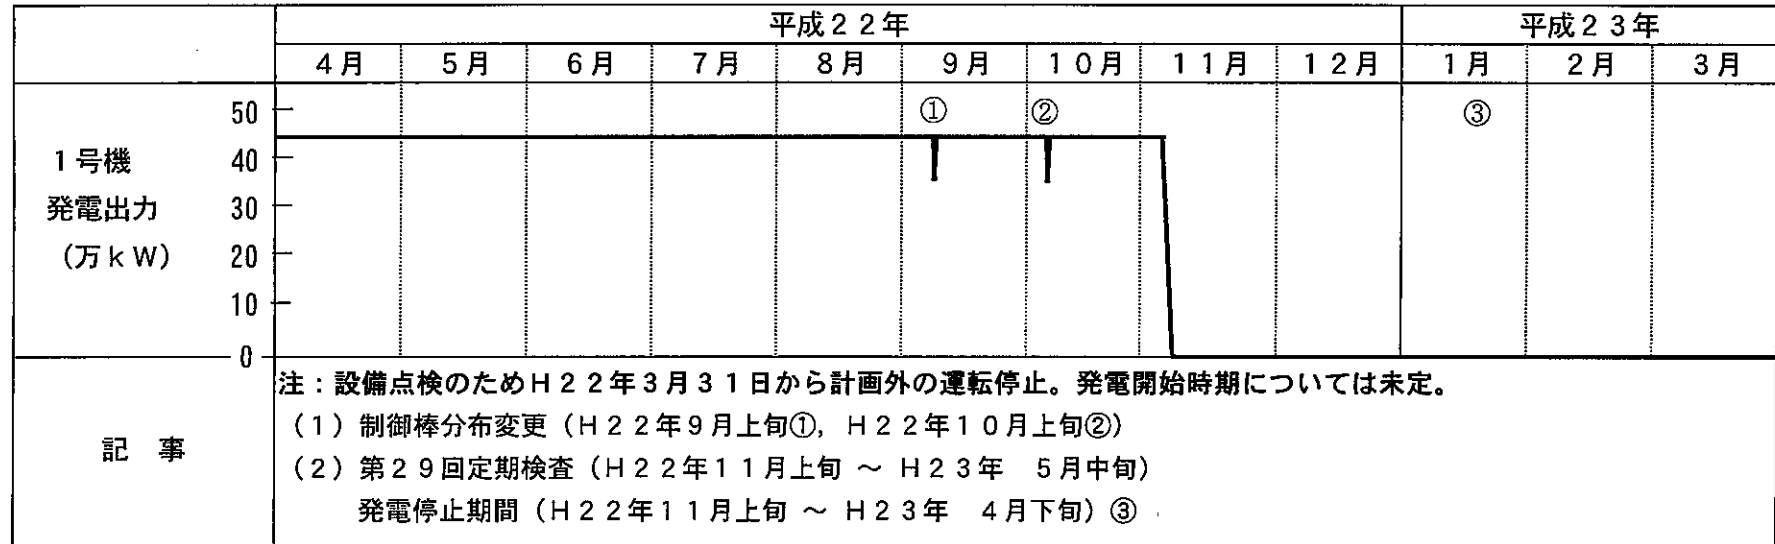 平成２２年 平成２３年
４月 ５月 ６月 ７月 ８月 ９月 １０月 １１月 １２月 １月 ２月 ３月
① ② ③
１号機
発電出力
（万ｋＷ）
50
40
30
20
10
0
記 事
注：設備点検のためＨ２２年３月３１日から計画外の運転停止。発電開始時期については未定。
（１）制御棒分布変更（Ｈ２２年９月上旬①，Ｈ２２年１０月上旬②）
（２）第２９回定期検査（Ｈ２２年１１月上旬 ～ Ｈ２３年 ５月中旬）
発電停止期間（Ｈ２２年１１月上旬 ～ Ｈ２３年 ４月下旬）③